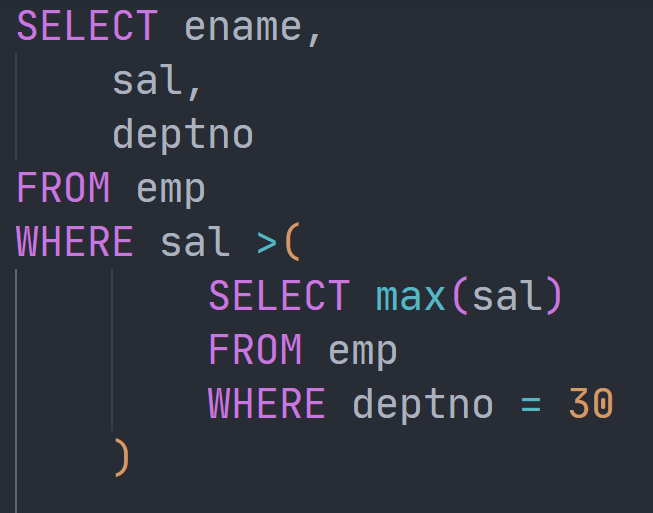 SELECT ename,
sal,
deptno
FROM emp
WHERE sal >(
SELECT max(sal)
FROM emp
WHERE deptno = 30
)